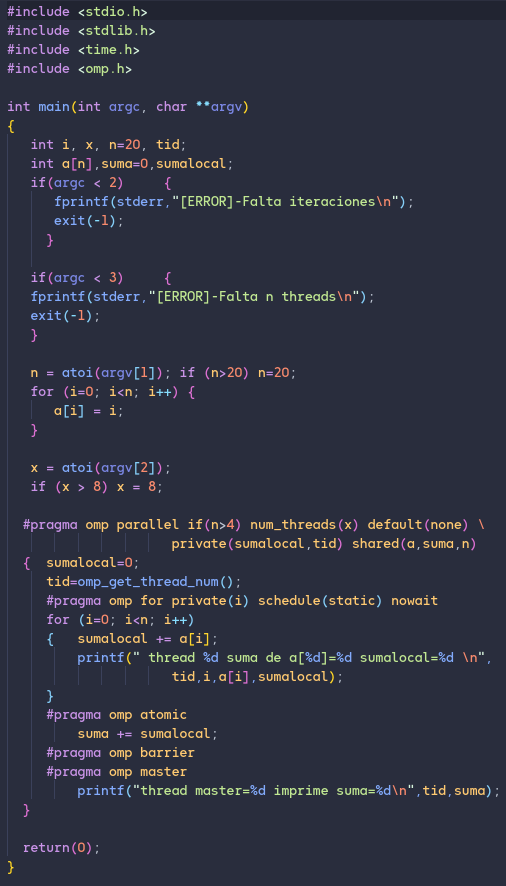 #include <stdio.h>
#include <stdlib.h>
#include <time.h>
#include <omp.h>
int main(int argc, char **argv)
{
int i, x, n=20, tid;
int a[n],suma=0,sumalocal;
if(argc < 2)     {
fprintf(stderr,"[ERROR]-Falta iteraciones\n");
exit(-1);
}
if(argc < 3)     {
fprintf(stderr,"[ERROR]-Falta n threads\n");
exit(-1);
}
n = atoi(argv[1]); if (n>20) n=20;
for (i=0; i<n; i++) {
a[i] = i;
}
x = atoi(argv[2]);
if (x > 8) x = 8;
#pragma omp parallel if(n>4) num_threads(x) default(none) \
private(sumalocal,tid) shared(a,suma,n)
{  sumalocal=0;
tid=omp_get_thread_num();
#pragma omp for private(i) schedule(static) nowait
for (i=0; i<n; i++)
{   sumalocal += a[i];
printf(" thread %d suma de a[%d]=%d sumalocal=%d \n",
tid,i,a[i],sumalocal);
}
#pragma omp atomic
suma += sumalocal;
#pragma omp barrier
#pragma omp master
printf("thread master=%d imprime suma=%d\n",tid,suma);
}
return(0);
}